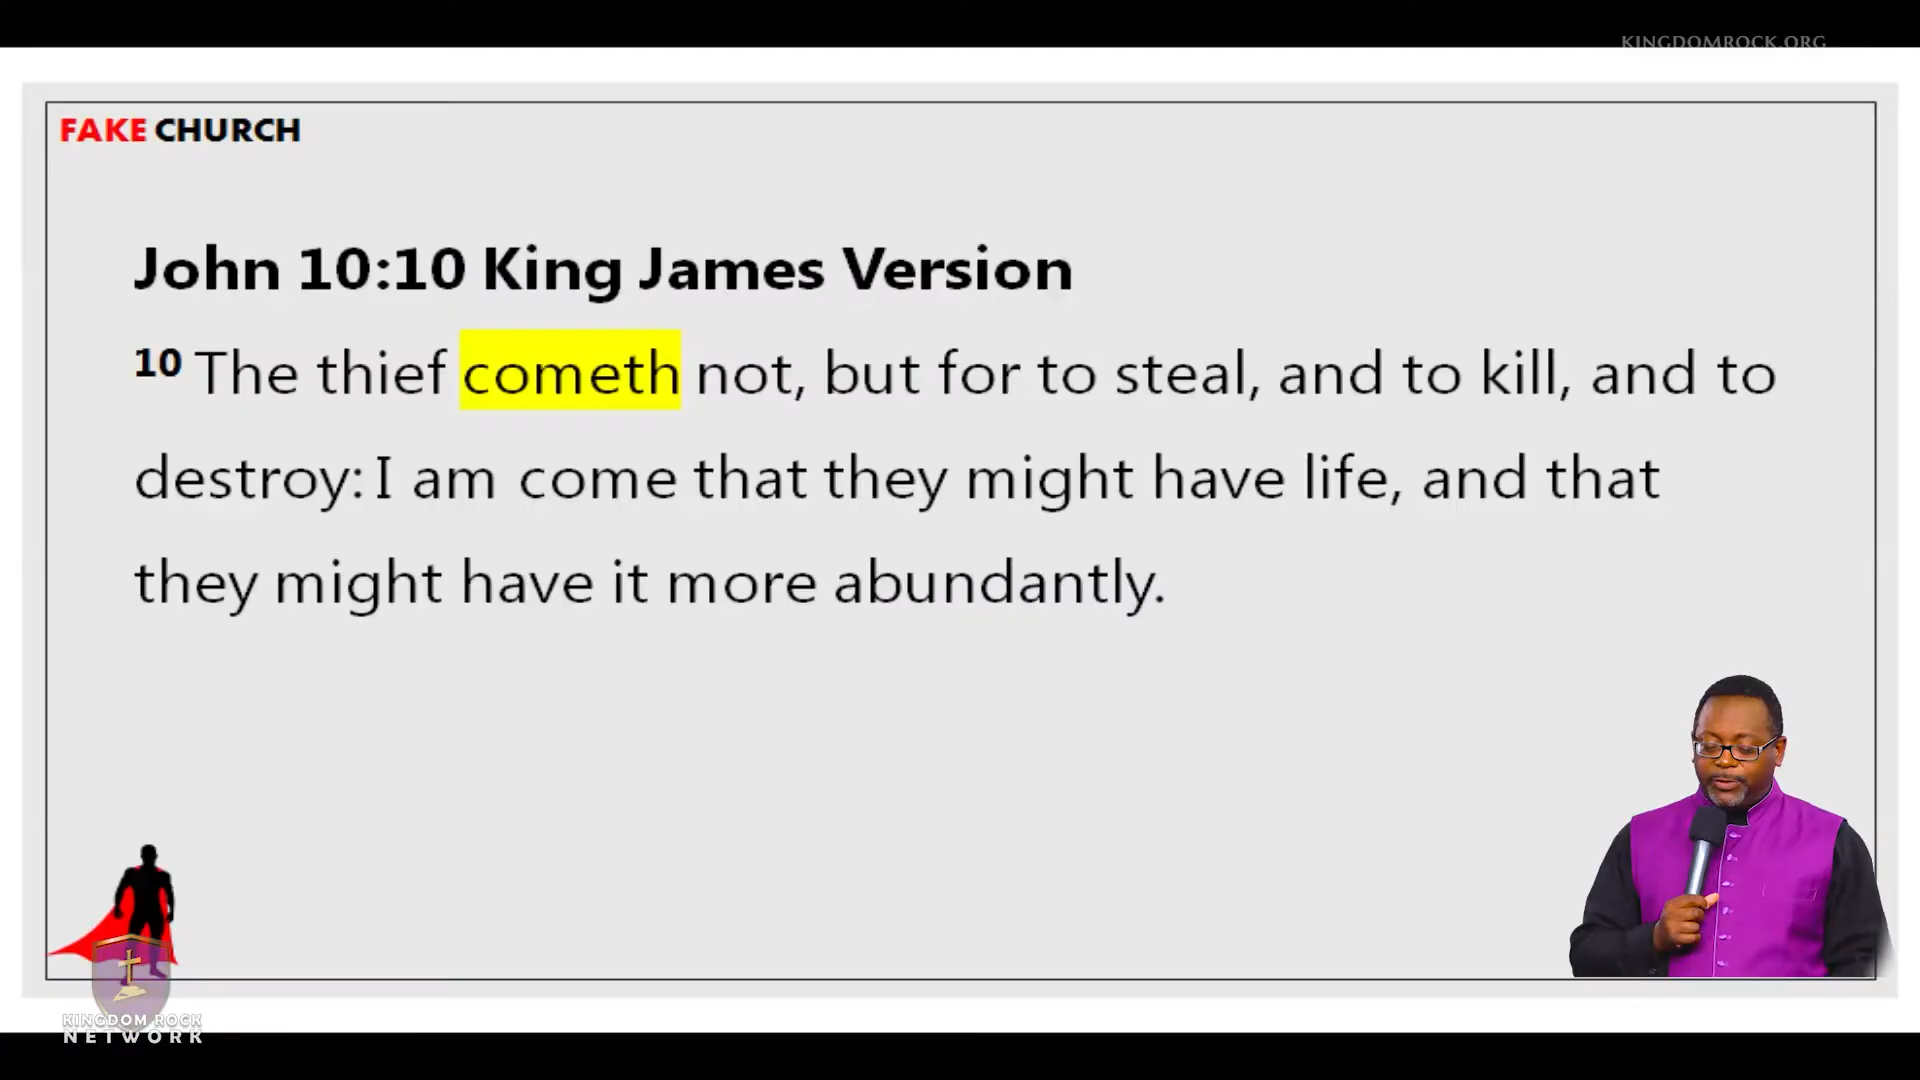 KINGDOMROCK.ORG
FAKE CHURCH
John 10:10 King James Version
10 The thief cometh not, but for to steal, and to kill, and to
destroy: I am come that they might have life, and that
they might have it more abundantly.
KINGDOM ROCK
NETWORK